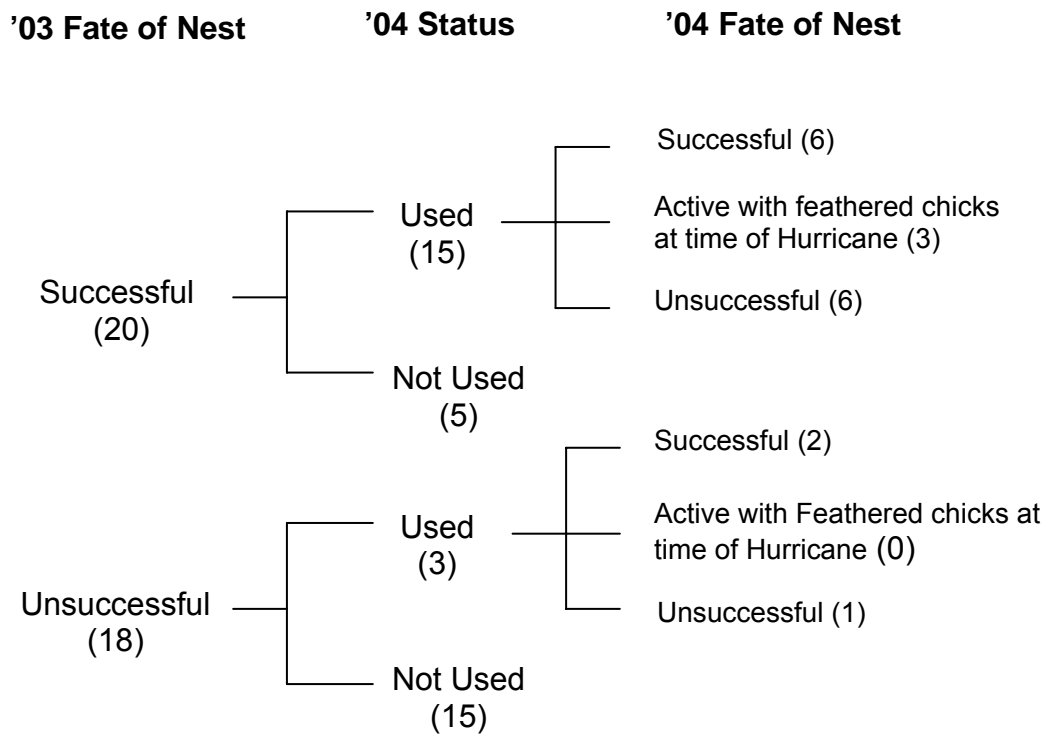 ’03 Fate of Nest
’04 Status
’04 Fate of Nest
Successful
(20)
Used
(15)
Successful (6)
Active with feathered chicks
at time of Hurricane (3)
Unsuccessful (6)
Not Used
(5)
Unsuccessful
(18)
Used
(3)
Successful (2)
Active with Feathered chicks at
time of Hurricane (0)
Unsuccessful (1)
Not Used
(15)